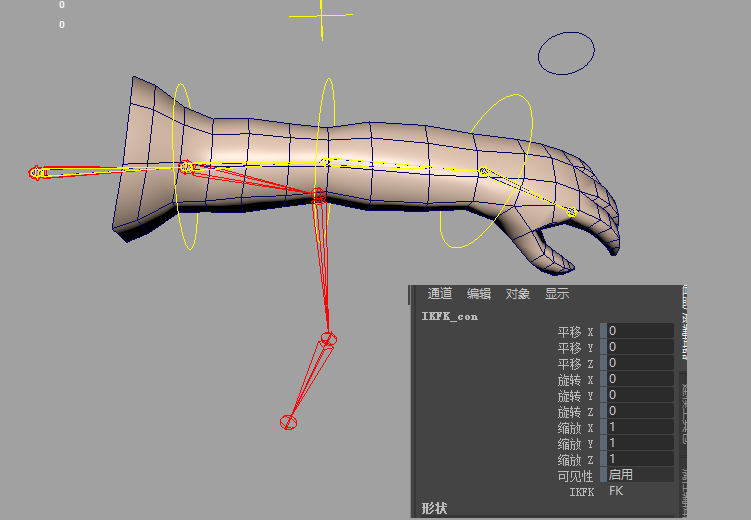 0
0
通道 编辑 对象 显示
IKFK_con
平移 X 0
平移 Y 0
平移 Z 0
旋转 X 0
旋转 Y 0
旋转 Z 0
缩放 X 1
缩放 Y 1
缩放 Z 1
可见性 启用
IKFK FK
形状